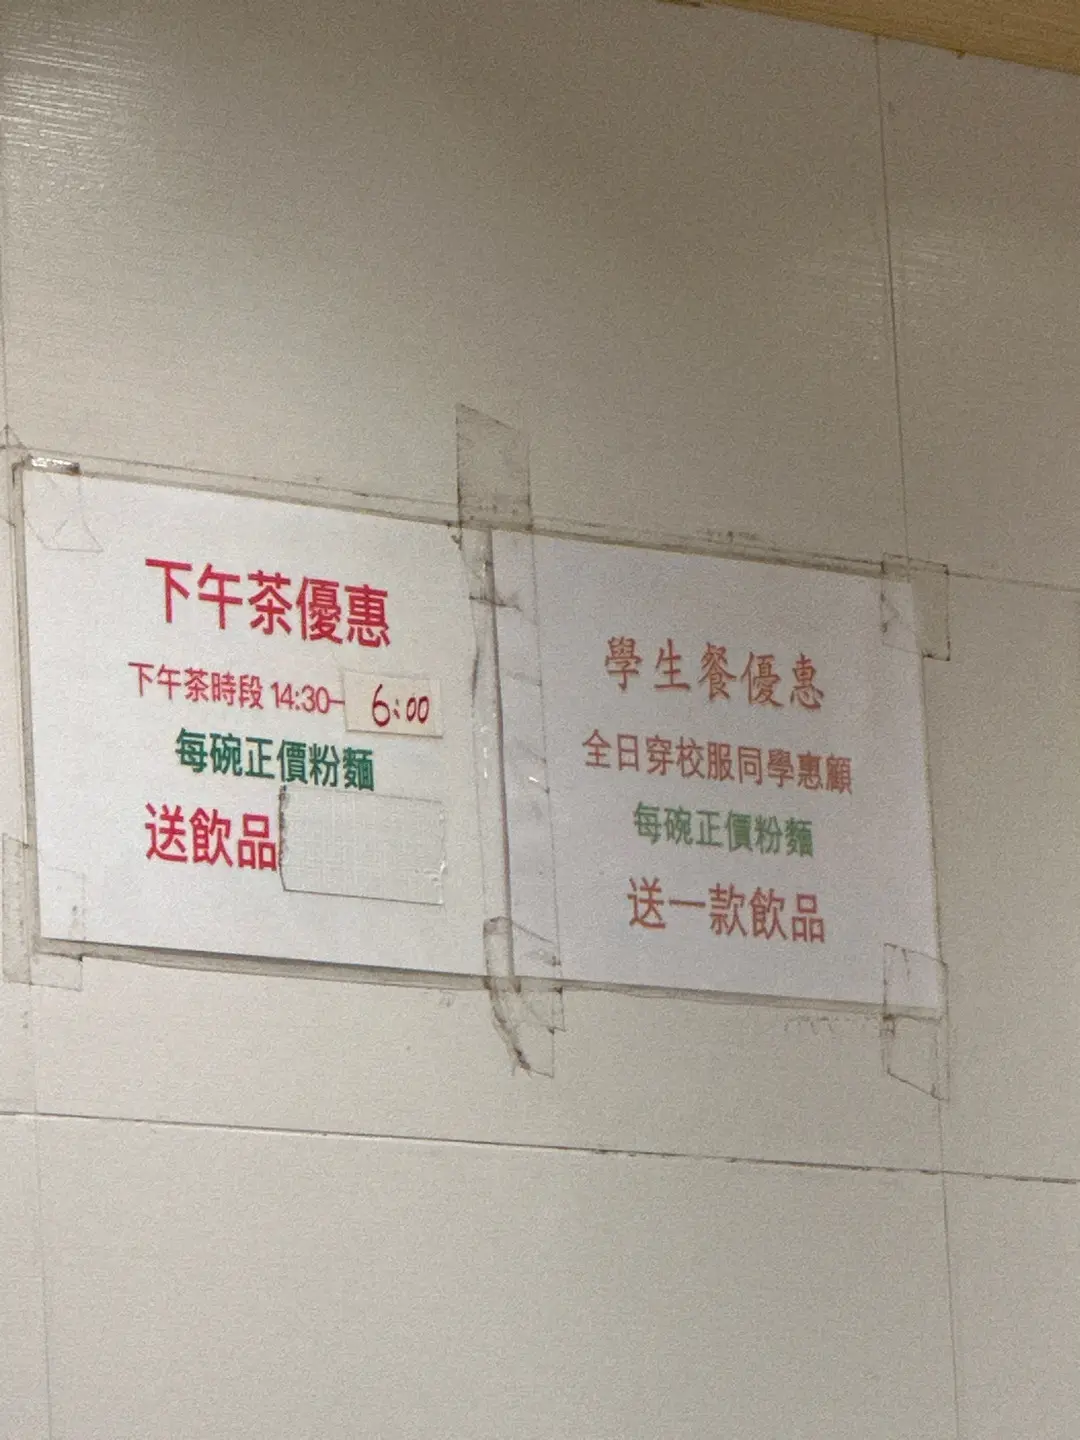 下午茶優惠
下午茶時段 14:30–6:00
每碗正價粉麵
送飲品
學生餐優惠
全日穿校服同學惠顧
每碗正價粉麵
送一款飲品